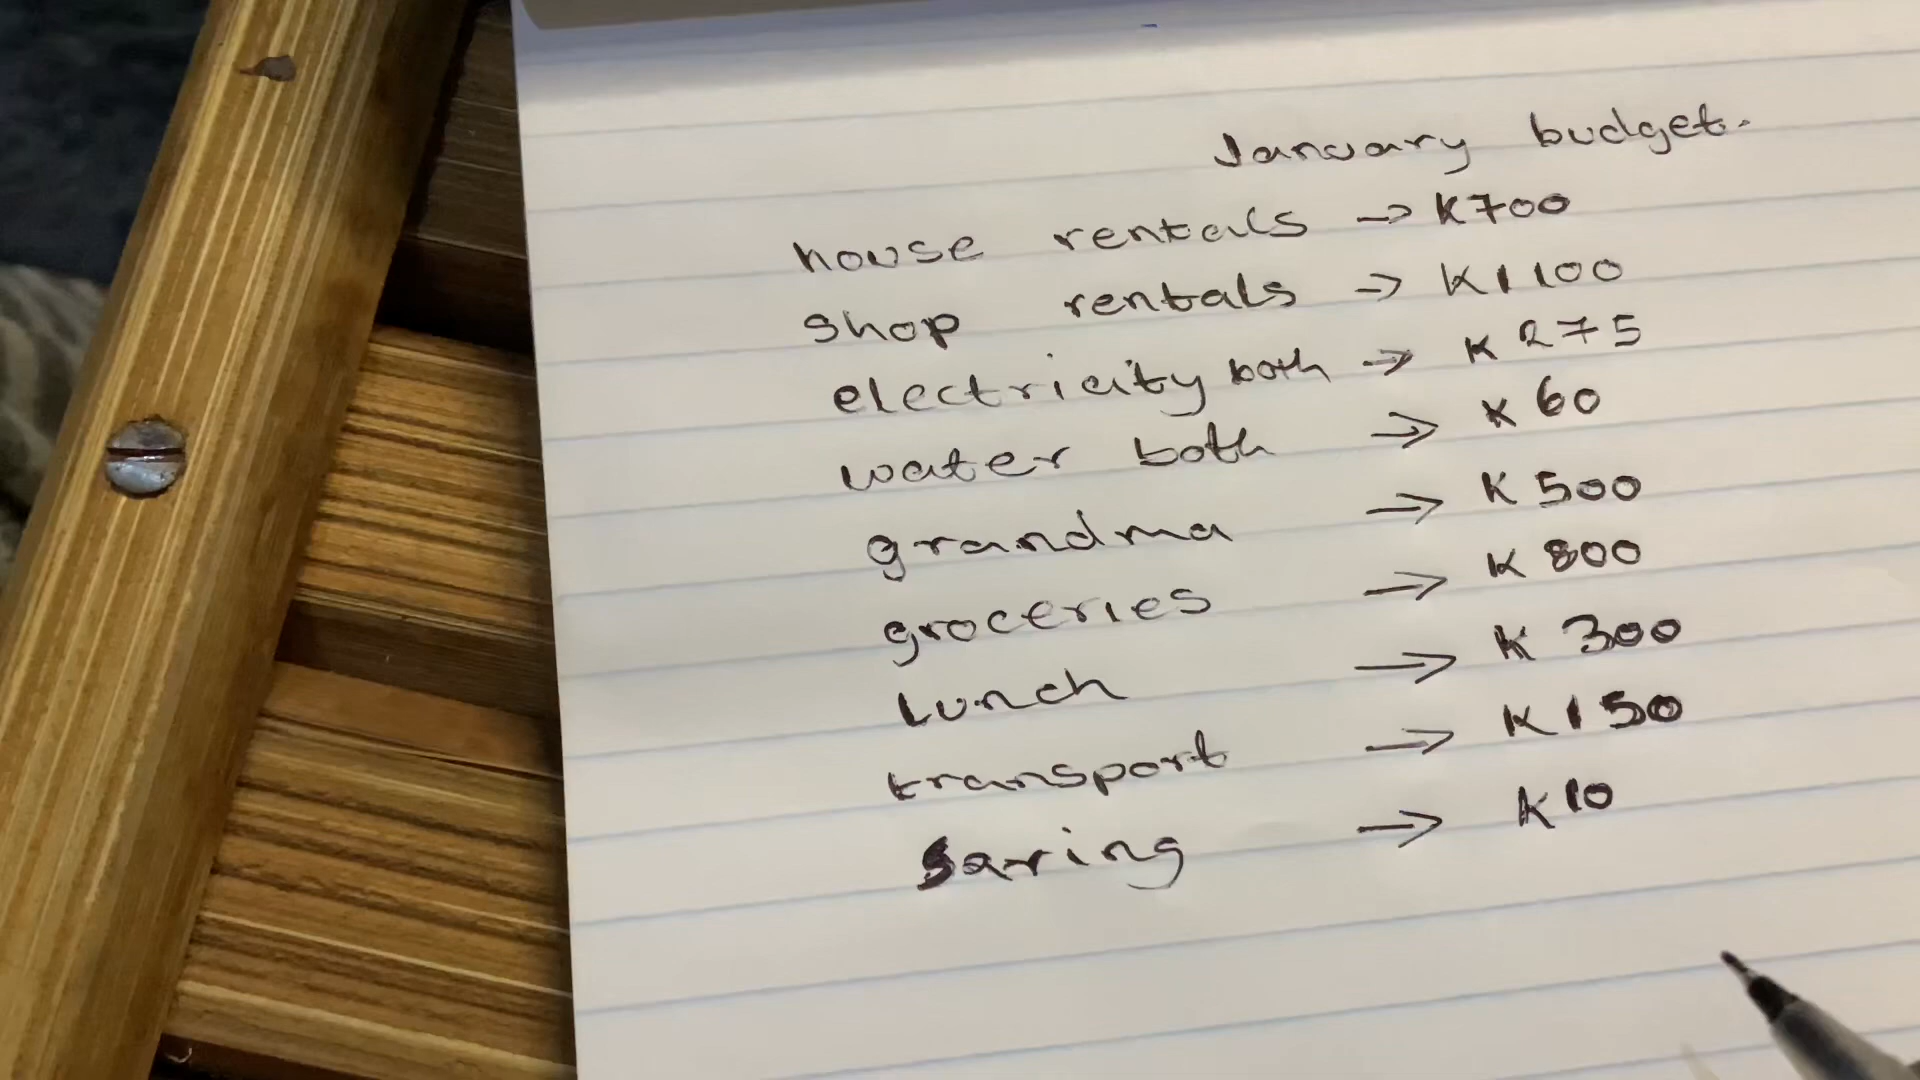 January budget.
house rentals -> K700
shop rentals -> K1100
electricity both -> K275
water both -> K60
grandma -> K500
groceries -> K800
Lunch -> K300
transport -> K150
Saving -> K10